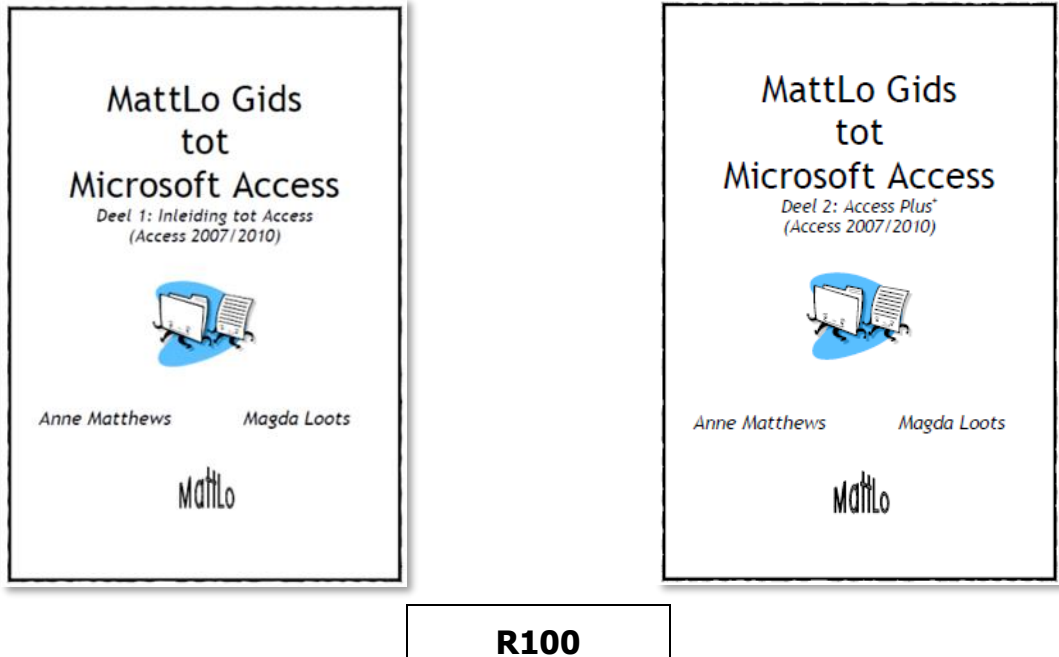 MattLo Gids
tot
Microsoft Access
Deel 1: Inleiding tot Access
(Access 2007/2010)
Anne Matthews Magda Loots
MattLo
MattLo Gids
tot
Microsoft Access
Deel 2: Access Plus+
(Access 2007/2010)
Anne Matthews Magda Loots
MattLo
R100